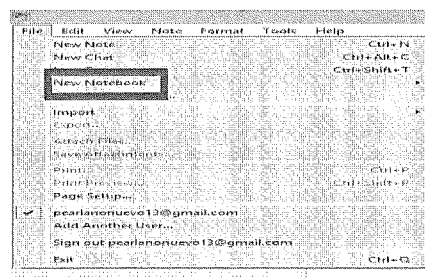 File Edit View Note Format Tools Help
New Note Ctrl+N
New Chat Ctrl+Alt+C
Ctrl+Shift+T
New Notebook
Import
Export...
Attach Files...
Save Attachments...
Print... Ctrl+P
Print Preview... Ctrl+Shift+P
Page Setup...
pearlanonuevo13@gmail.com
Add Another User...
Sign out pearlanonuevo13@gmail.com
Exit Ctrl+Q